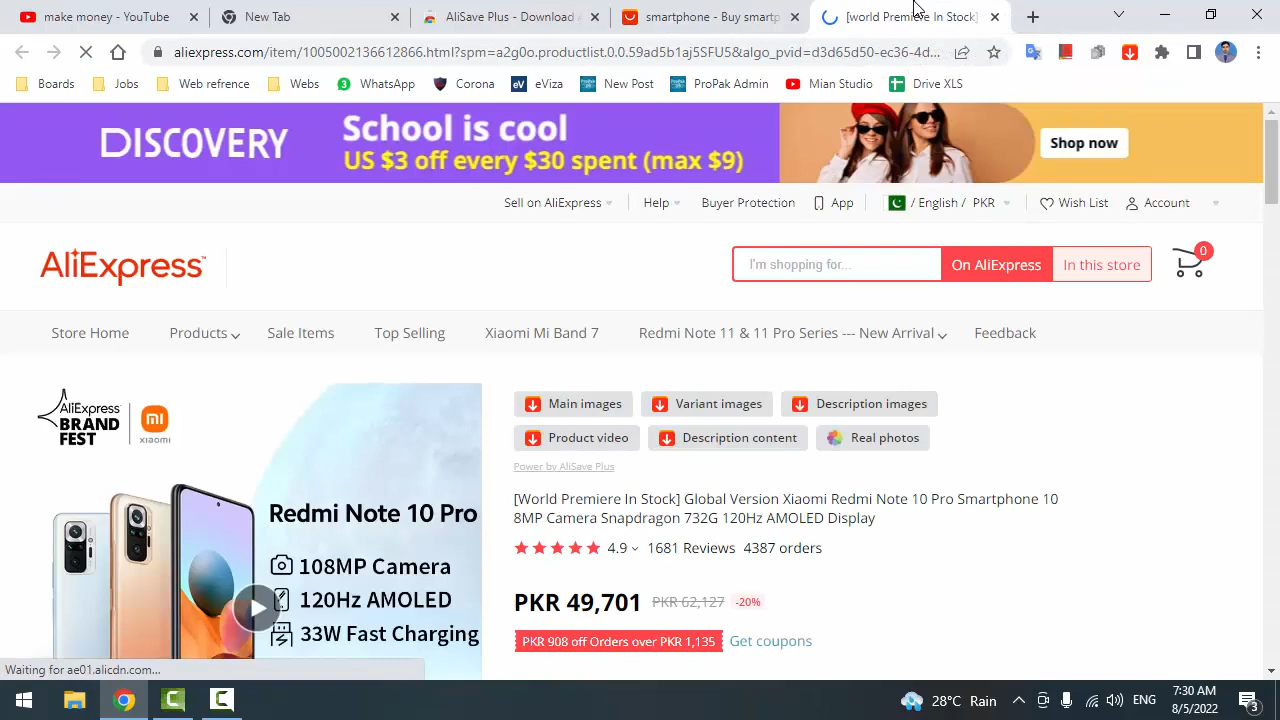 make money - YouTube
New Tab
AliSave Plus - Download A
smartphone - Buy smartp
[world Premiere In Stock]
aliexpress.com/item/1005002136612866.html?spm=a2g0o.productlist.0.0.59ad5b1aj5SFU5&algo_pvid=d3d65d50-ec36-4d...
Boards
Jobs
Web refrence
Webs
3
WhatsApp
Corona
eV
eViza
New Post
ProPak Admin
Mian Studio
Drive XLS
DISCOVERY
School is cool
US $3 off every $30 spent (max $9)
Shop now
Sell on AliExpress
Help
Buyer Protection
App
/ English / PKR
Wish List
Account
AliExpress™
I'm shopping for...
On AliExpress
In this store
0
Store Home
Products
Sale Items
Top Selling
Xiaomi Mi Band 7
Redmi Note 11 & 11 Pro Series --- New Arrival
Feedback
AliExpress
BRAND
FEST
mi
xiaomi
Redmi Note 10 Pro
108MP Camera
120Hz AMOLED
33W Fast Charging
Main images
Variant images
Description images
Product video
Description content
Real photos
Power by AliSave Plus
[World Premiere In Stock] Global Version Xiaomi Redmi Note 10 Pro Smartphone 10
8MP Camera Snapdragon 732G 120Hz AMOLED Display
4.9
1681 Reviews
4387 orders
PKR 49,701
PKR 62,127
-20%
PKR 908 off Orders over PKR 1,135
Get coupons
Waiting for ae01.alicdn.com...
28°C Rain
ENG
7:30 AM
8/5/2022
3